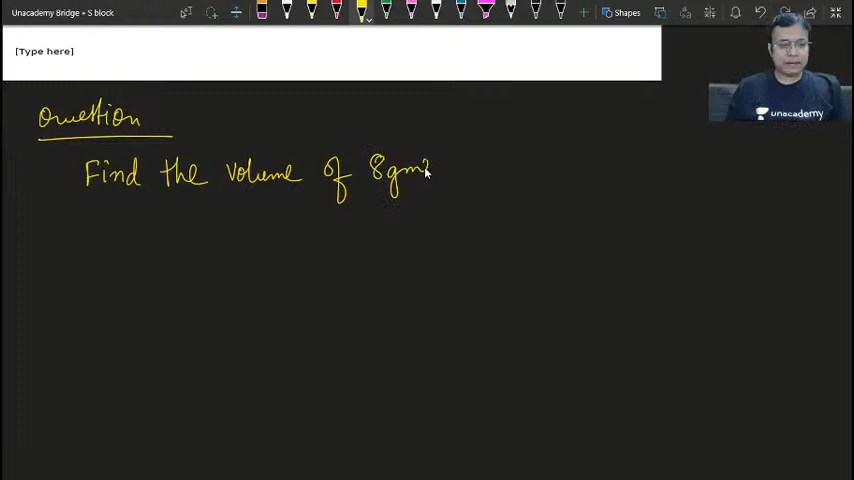 Unacademy Bridge - S block
Shapes
[Type here]
unacademy
Question
Find the volume of 8gm